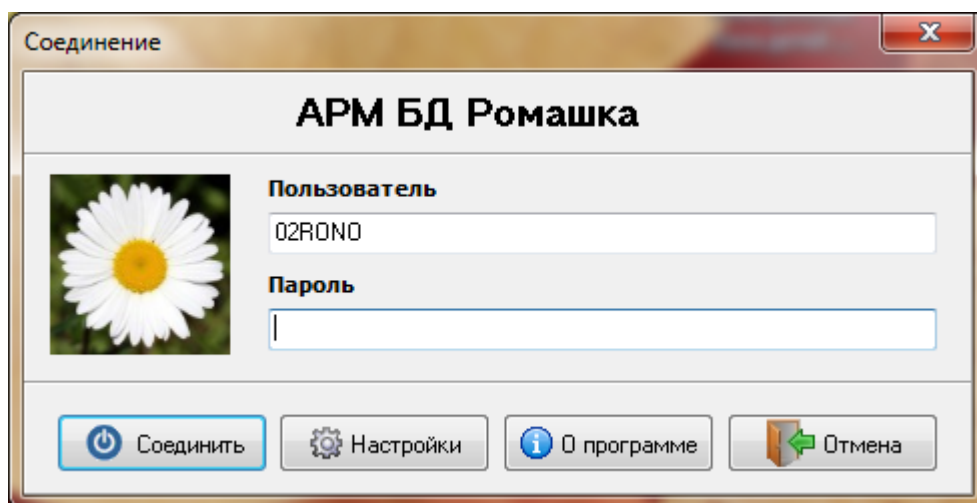 Соединение
АРМ БД Ромашка
Пользователь
02RONO
Пароль
Соединить
Настройки
О программе
Отмена